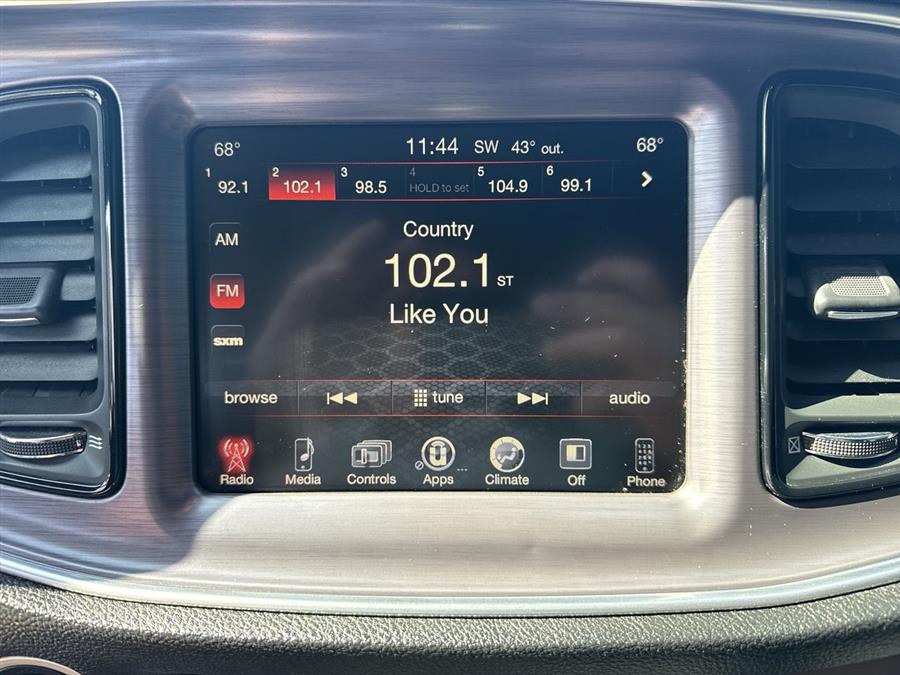 68° 11:44 SW 43° out. 68°
1 92.1 2 102.1 3 98.5 4 HOLD to set 5 104.9 6 99.1
Country
AM
102.1 ST
FM
Like You
sxm
browse tune audio
Radio Media Controls Apps Climate Off Phone